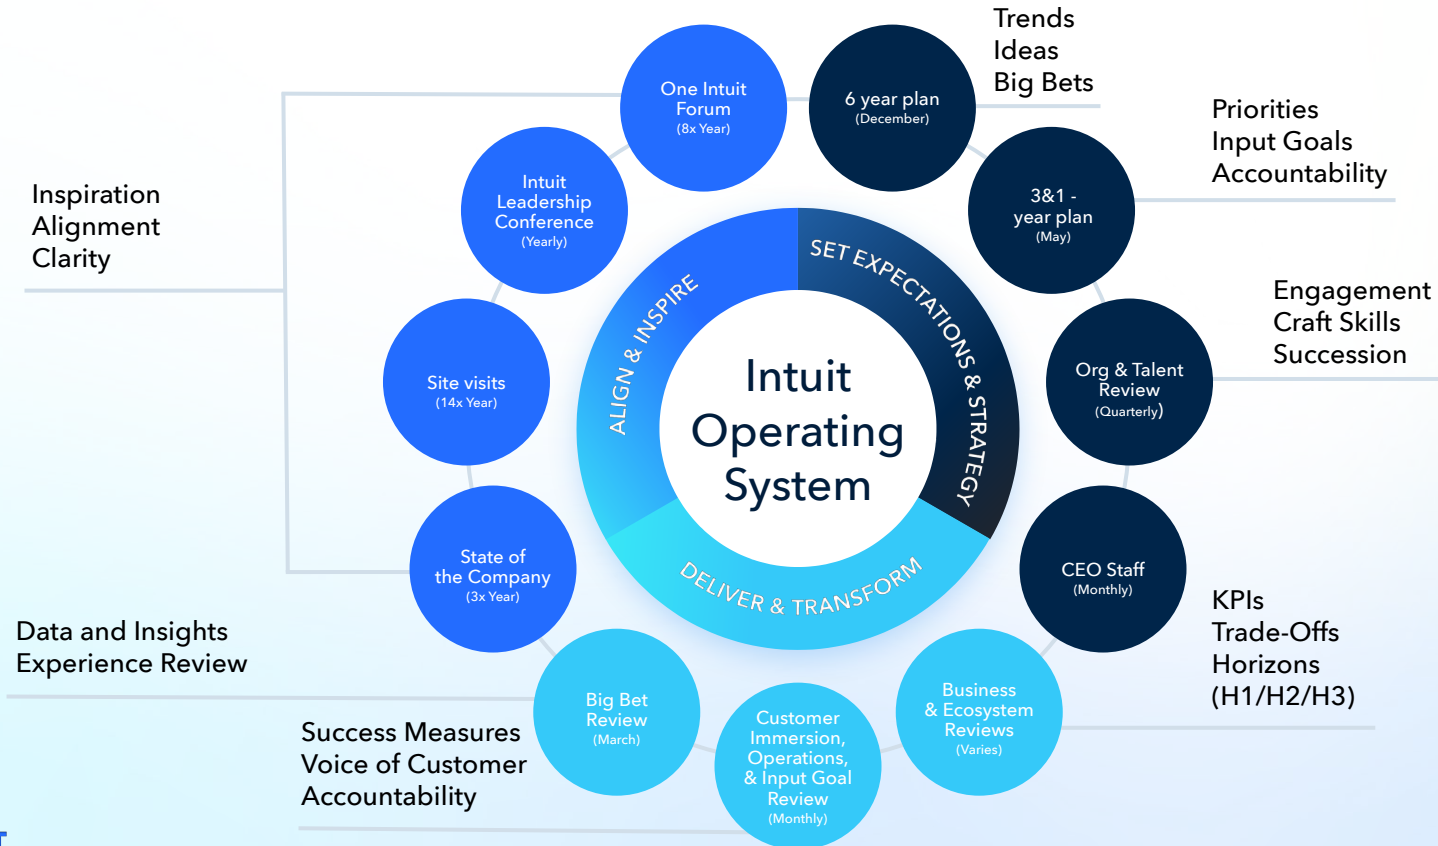 Trends
Ideas
Big Bets
Priorities
Input Goals
Accountability
Engagement
Craft Skills
Succession
KPIs
Trade-Offs
Horizons
(H1/H2/H3)
Inspiration
Alignment
Clarity
Data and Insights
Experience Review
Success Measures
Voice of Customer
Accountability
One Intuit
Forum
(8x Year)
6 year plan
(December)
3&1 -
year plan
(May)
Org & Talent
Review
(Quarterly)
CEO Staff
(Monthly)
Business
& Ecosystem
Reviews
(Varies)
Customer
Immersion,
Operations,
& Input Goal
Review
(Monthly)
Big Bet
Review
(March)
State of
the Company
(3x Year)
Site visits
(14x Year)
Intuit
Leadership
Conference
(Yearly)
ALIGN & INSPIRE
SET EXPECTATIONS & STRATEGY
DELIVER & TRANSFORM
Intuit
Operating
System